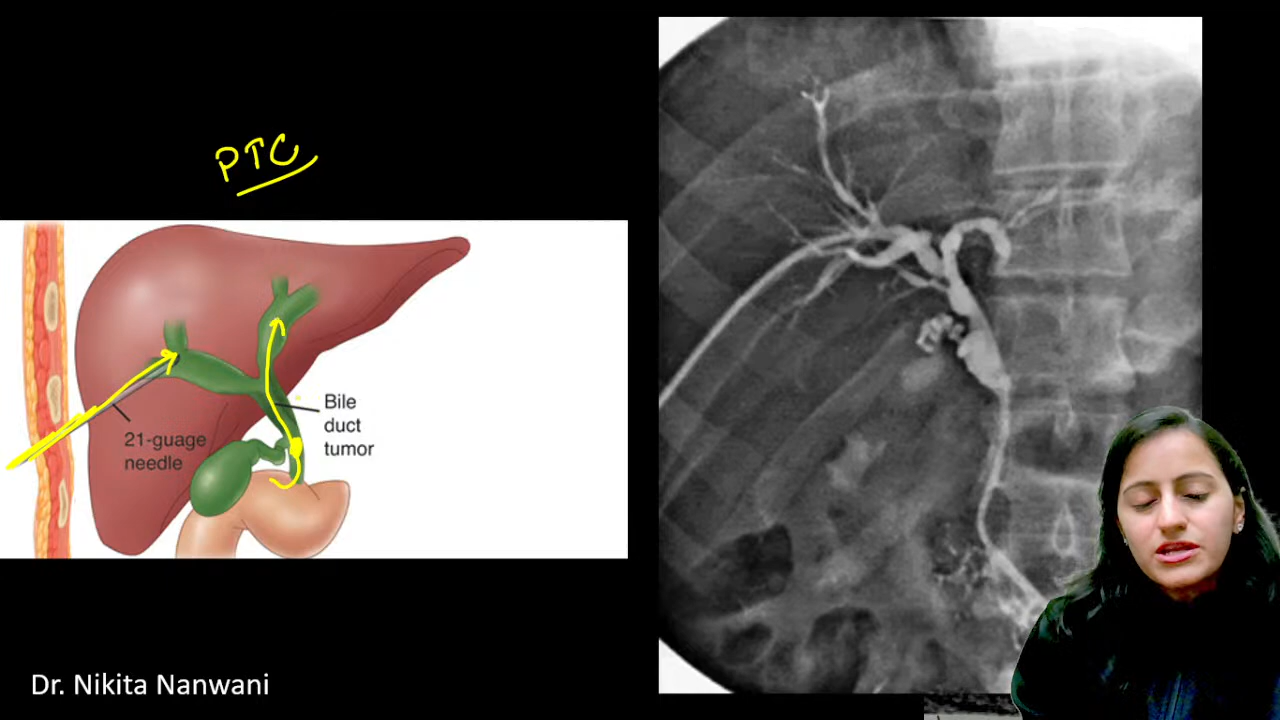 PTC
Bile
duct
tumor
21-guage
needle
Dr. Nikita Nanwani